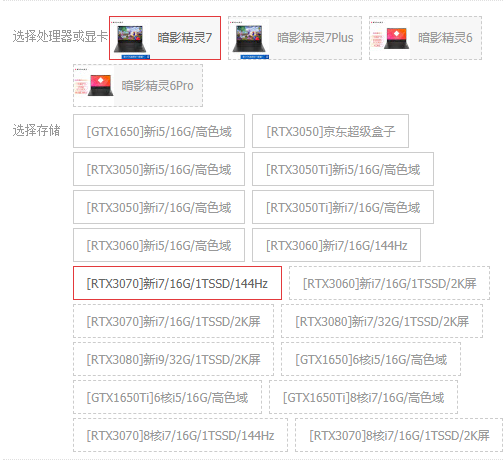 选择处理器或显卡 暗影精灵7 暗影精灵7Plus 暗影精灵6
暗影精灵6Pro
选择存储 [GTX1650]新i5/16G/高色域 [RTX3050]京东超级盒子
[RTX3050]新i5/16G/高色域 [RTX3050Ti]新i5/16G/高色域
[RTX3050]新i7/16G/高色域 [RTX3050Ti]新i7/16G/高色域
[RTX3060]新i5/16G/高色域 [RTX3060]新i7/16G/144Hz
[RTX3070]新i7/16G/1TSSD/144Hz [RTX3060]新i7/16G/1TSSD/2K屏
[RTX3070]新i7/16G/1TSSD/2K屏 [RTX3080]新i7/32G/1TSSD/2K屏
[RTX3080]新i9/32G/1TSSD/2K屏 [GTX1650]6核i5/16G/高色域
[GTX1650Ti]6核i5/16G/高色域 [GTX1650Ti]8核i7/16G/高色域
[RTX3070]8核i7/16G/1TSSD/144Hz [RTX3070]8核i7/16G/1TSSD/2K屏